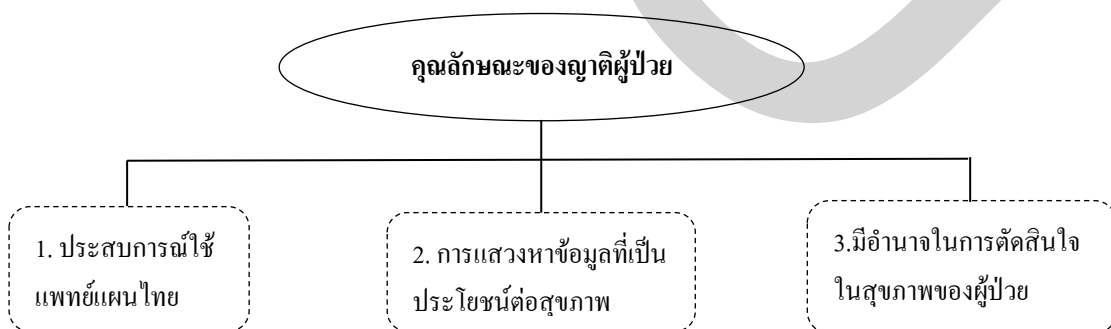 คุณลักษณะของญาติผู้ป่วย
1. ประสบการณ์ใช้
แพทย์แผนไทย
2. การแสวงหาข้อมูลที่เป็น
ประโยชน์ต่อสุขภาพ
3.มีอำนาจในการตัดสินใจ
ในสุขภาพของผู้ป่วย